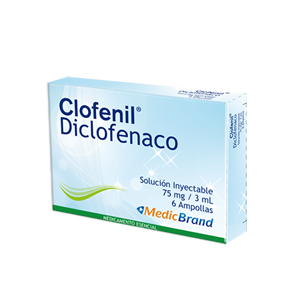 Clofenil®
Diclofenaco
Solución Inyectable
75 mg / 3 mL
6 Ampollas
MedicBrand
MEDICAMENTO ESENCIAL